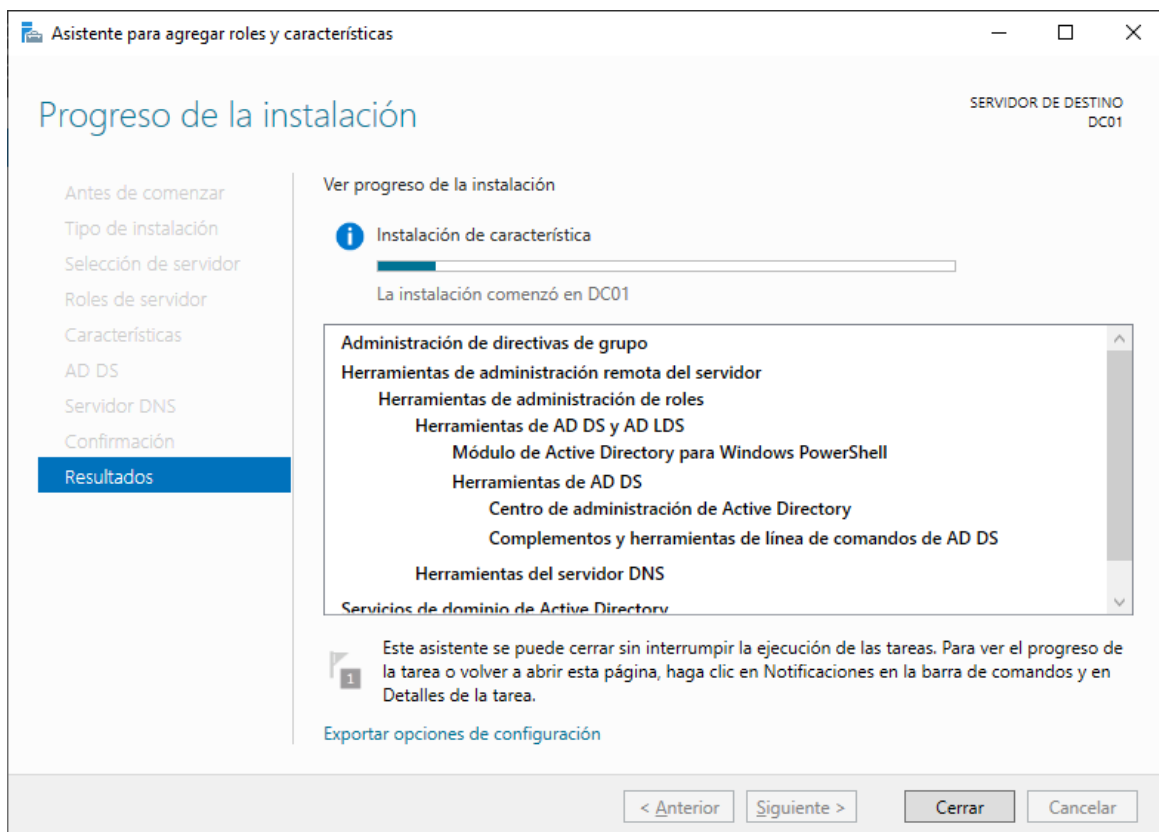 Asistente para agregar roles y características
Progreso de la instalación
SERVIDOR DE DESTINO
DC01
Antes de comenzar
Tipo de instalación
Selección de servidor
Roles de servidor
Características
AD DS
Servidor DNS
Confirmación
Resultados
Ver progreso de la instalación
Instalación de característica
La instalación comenzó en DC01
Administración de directivas de grupo
Herramientas de administración remota del servidor
Herramientas de administración de roles
Herramientas de AD DS y AD LDS
Módulo de Active Directory para Windows PowerShell
Herramientas de AD DS
Centro de administración de Active Directory
Complementos y herramientas de línea de comandos de AD DS
Herramientas del servidor DNS
Servicios de dominio de Active Directory
1
Este asistente se puede cerrar sin interrumpir la ejecución de las tareas. Para ver el progreso de
la tarea o volver a abrir esta página, haga clic en Notificaciones en la barra de comandos y en
Detalles de la tarea.
Exportar opciones de configuración
< Anterior
Siguiente >
Cerrar
Cancelar